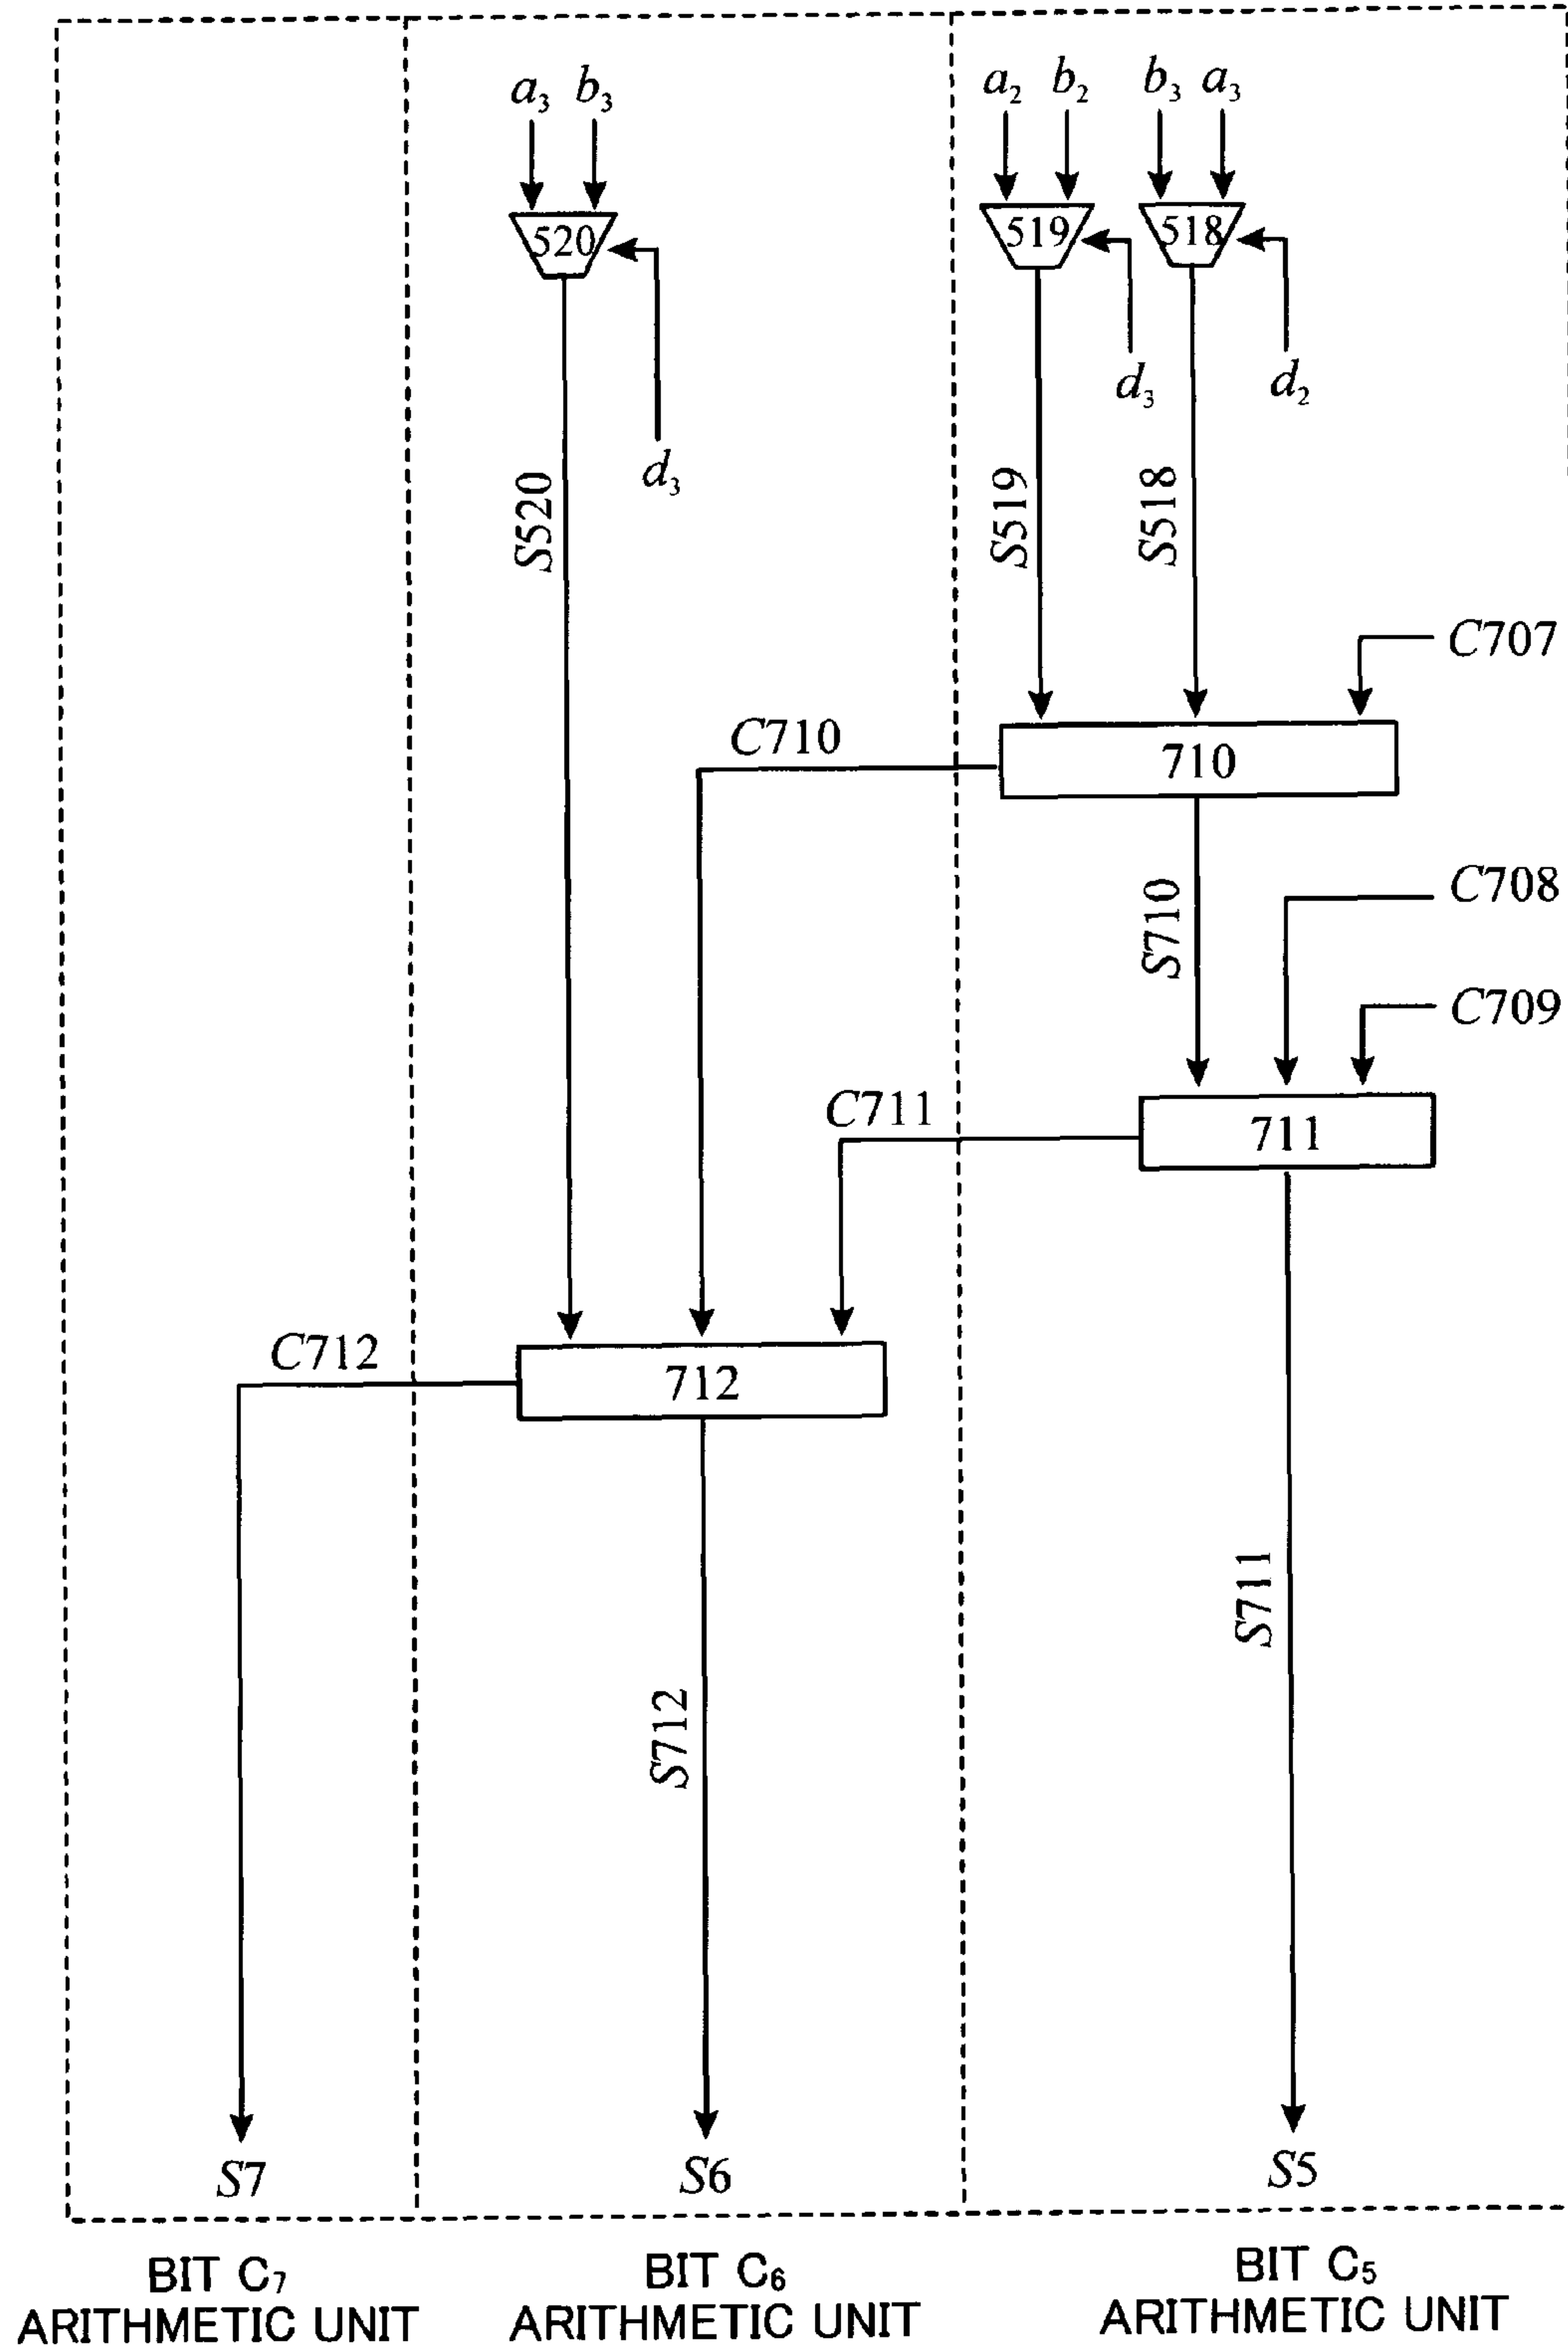 a₃ b₃ a₂ b₂ b₃ a₃
520 519 518
d₃ d₂
d₃
S520 S519 S518
C707
C710
710
C708
S710
C709
C711
711
C712
712
S711
S712
S7 S6 S5
BIT C₇ BIT C₆ BIT C₅
ARITHMETIC UNIT ARITHMETIC UNIT ARITHMETIC UNIT